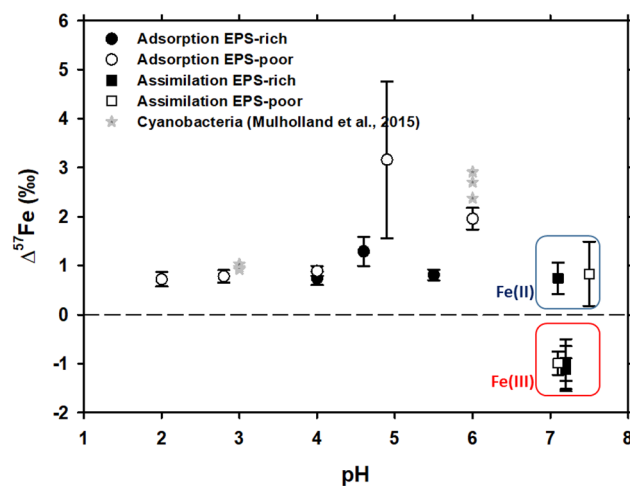 6
5
4
3
2
1
0
-1
-2
Δ57Fe (‰)
Adsorption EPS-rich
Adsorption EPS-poor
Assimilation EPS-rich
Assimilation EPS-poor
Cyanobacteria (Mulholland et al., 2015)
Fe(II)
Fe(III)
1 2 3 4 5 6 7 8
pH